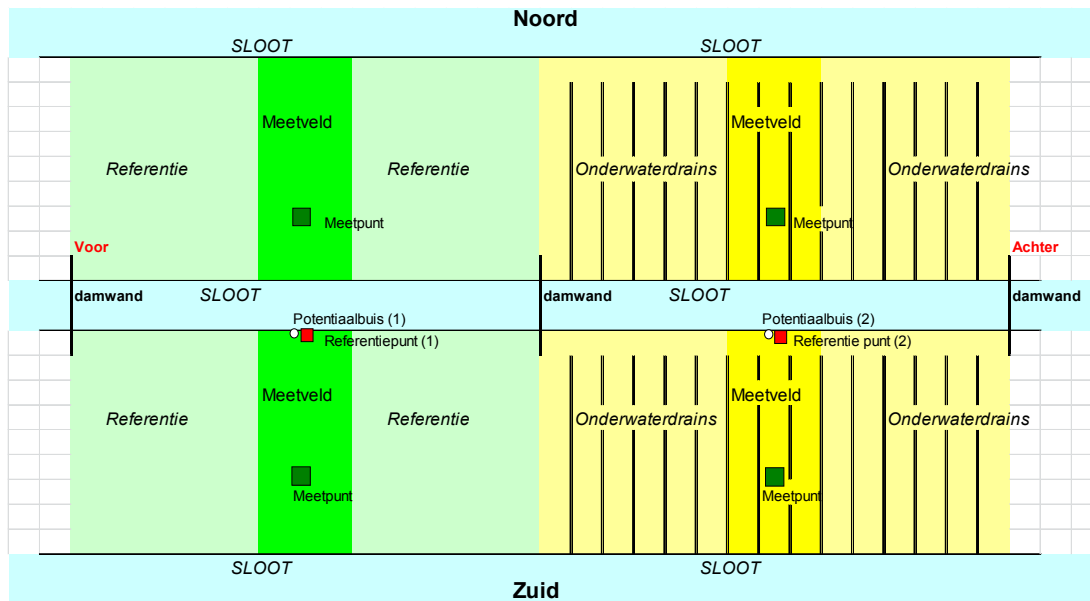 Noord
SLOOT SLOOT
Meetveld Meetveld
Referentie Referentie Onderwaterdrains Onderwaterdrains
Meetpunt Meetpunt
Voor Achter
damwand SLOOT damwand SLOOT damwand
Potentiaalbuis (1) Potentiaalbuis (2)
Referentiepunt (1) Referentie punt (2)
Meetveld Meetveld
Referentie Referentie Onderwaterdrains Onderwaterdrains
Meetpunt Meetpunt
SLOOT SLOOT
Zuid